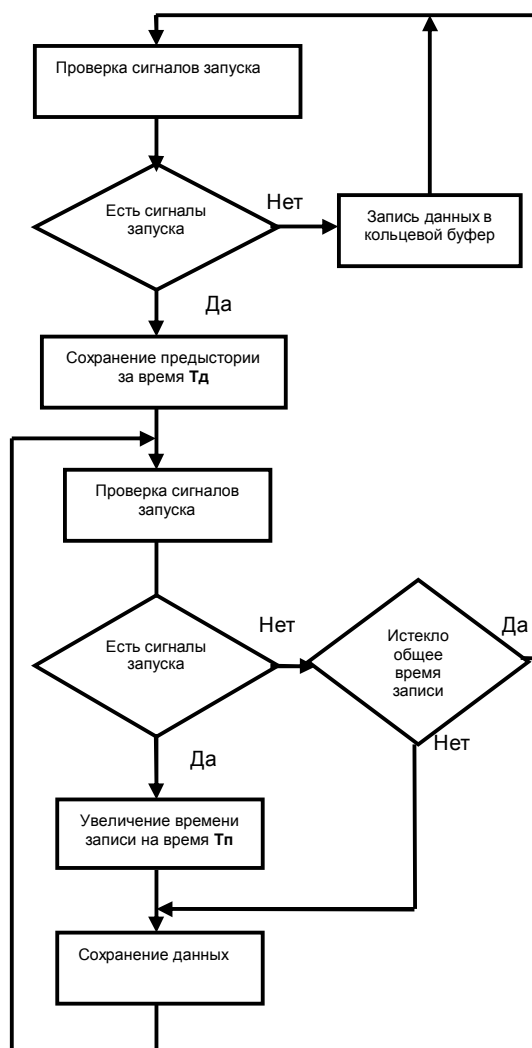 Проверка сигналов запуска
Есть сигналы
запуска
Нет
Запись данных в
кольцевой буфер
Да
Сохранение предыстории
за время Тд
Проверка сигналов
запуска
Есть сигналы
запуска
Нет
Истекло
общее
время
записи
Да
Нет
Да
Увеличение времени
записи на время Тп
Сохранение данных